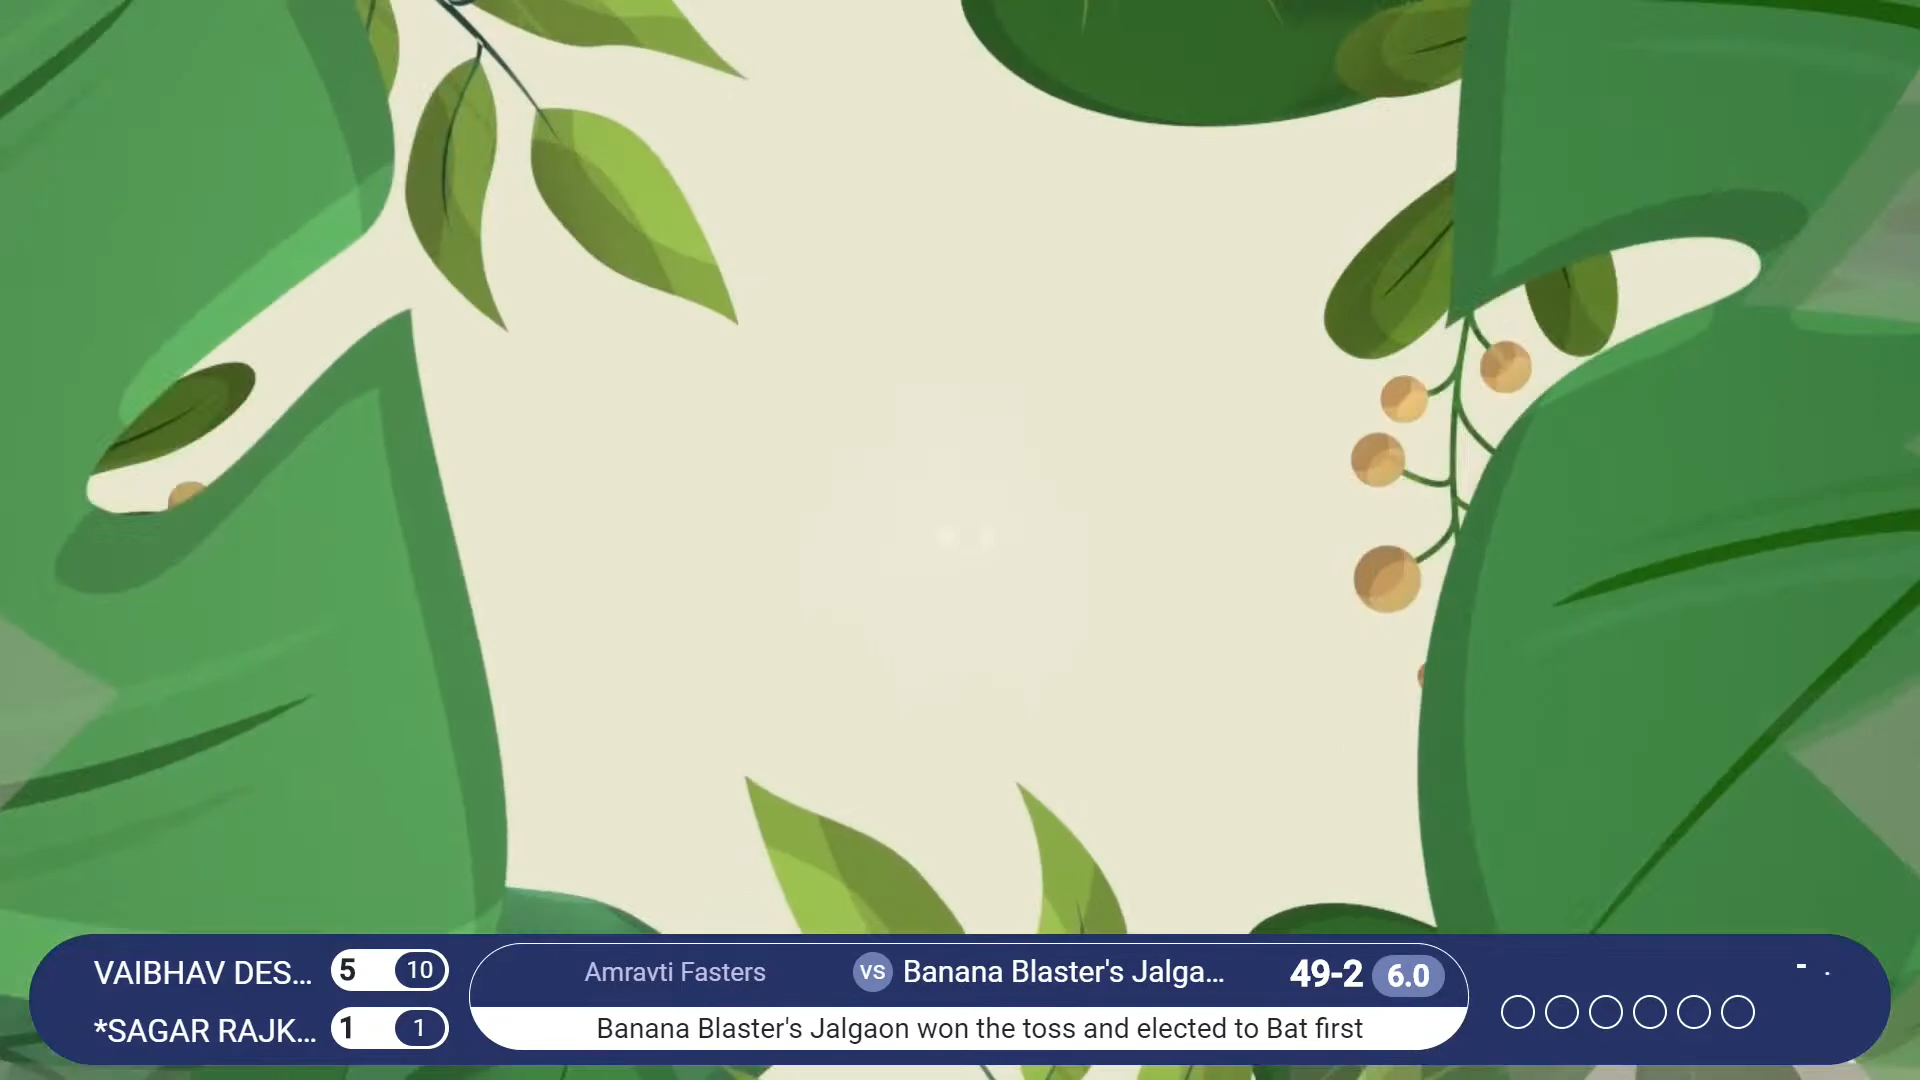 VAIBHAV DES... 5 10
*SAGAR RAJK... 1 1
Amravti Fasters VS Banana Blaster's Jalga... 49-2 6.0
Banana Blaster's Jalgaon won the toss and elected to Bat first
- .